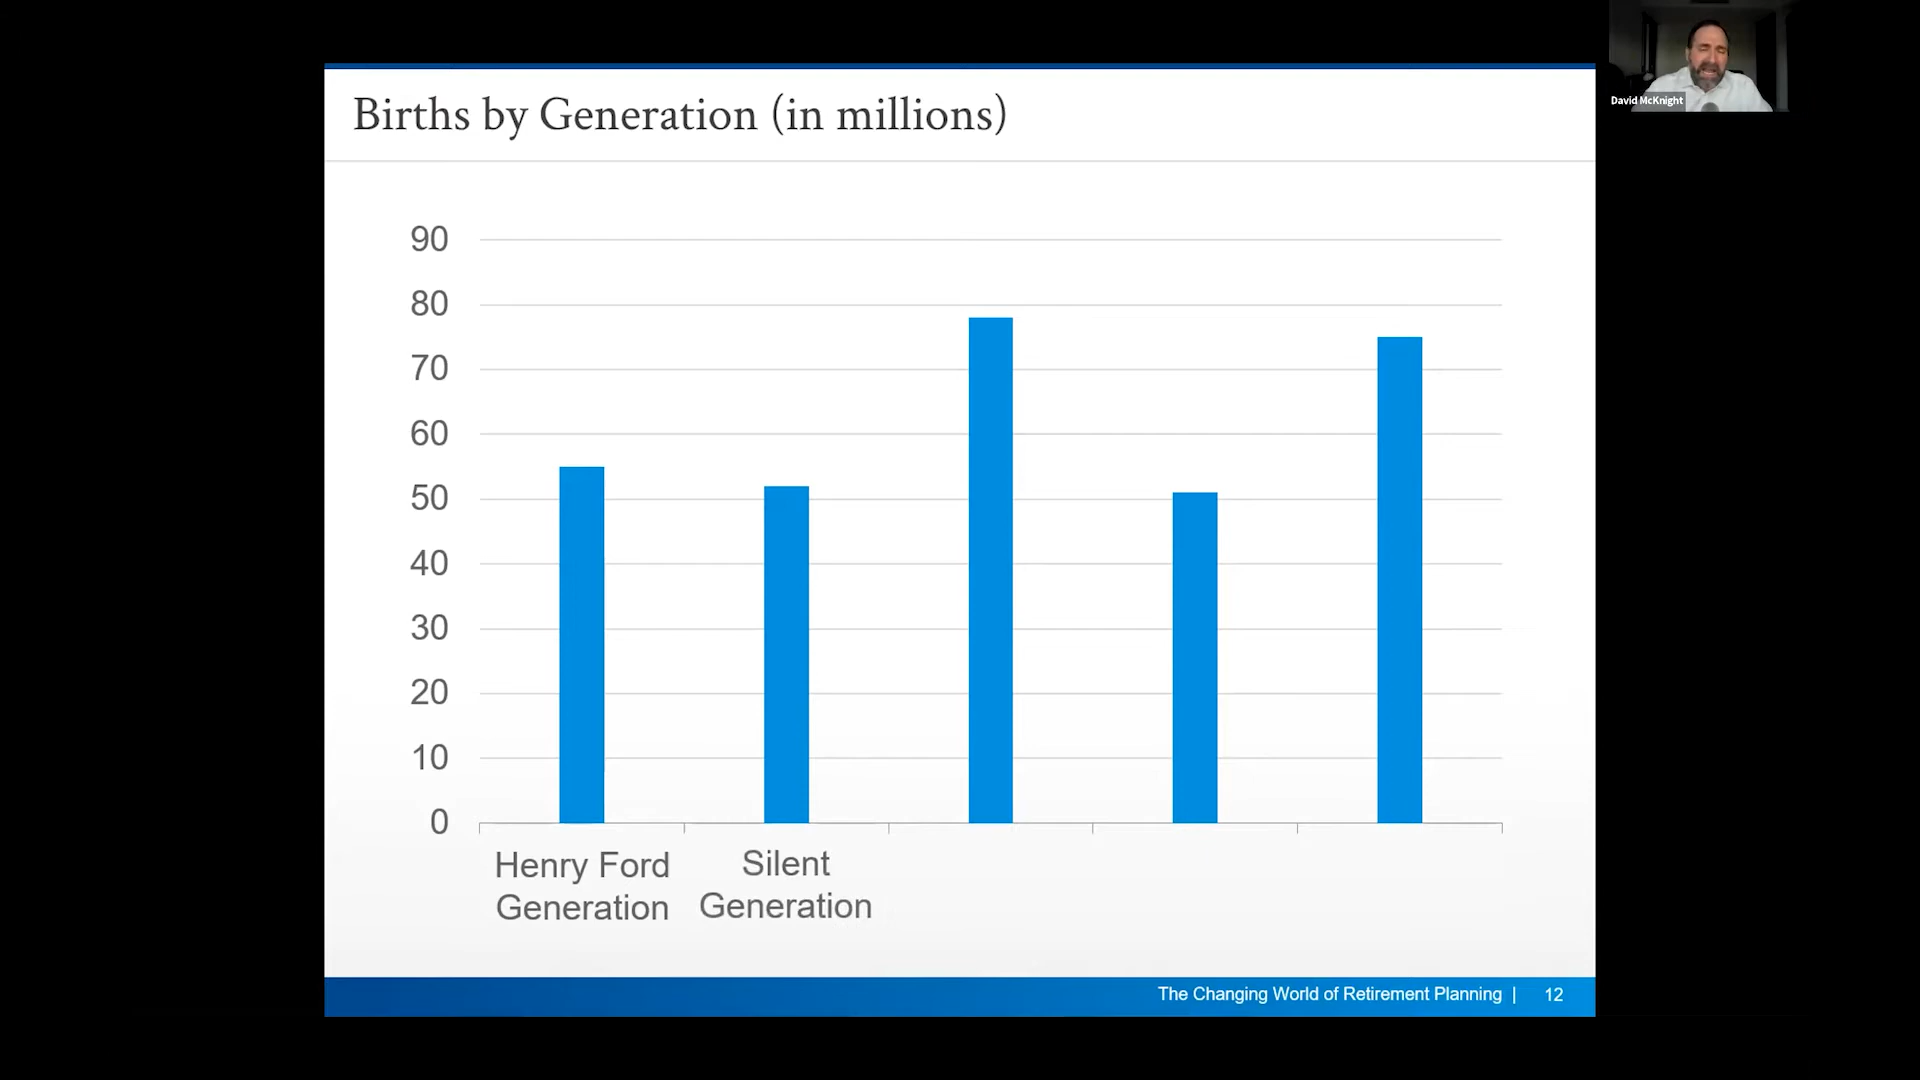 Births by Generation (in millions)
David McKnight
90
80
70
60
50
40
30
20
10
0
Henry Ford
Generation
Silent
Generation
The Changing World of Retirement Planning | 12